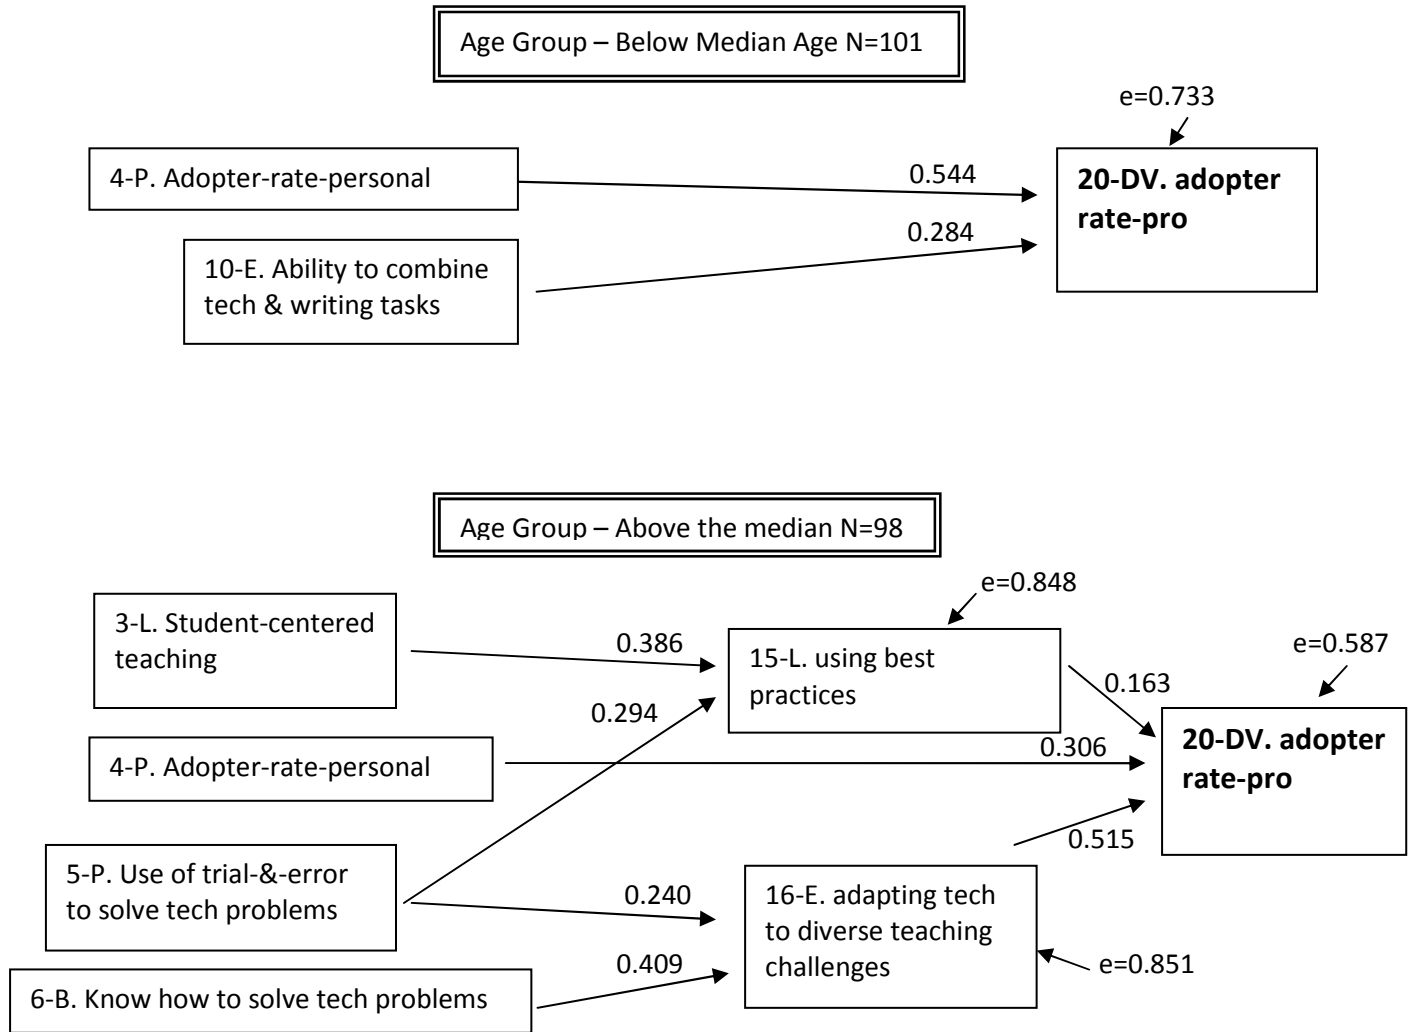 Age Group – Below Median Age N=101
e=0.733
4-P. Adopter-rate-personal
0.544
20-DV. adopter
rate-pro
0.284
10-E. Ability to combine
tech & writing tasks
Age Group – Above the median N=98
e=0.848
3-L. Student-centered
teaching
0.386
15-L. using best
practices
e=0.587
0.163
0.294
0.306
20-DV. adopter
rate-pro
4-P. Adopter-rate-personal
0.515
5-P. Use of trial-&-error
to solve tech problems
0.240
16-E. adapting tech
to diverse teaching
challenges
e=0.851
0.409
6-B. Know how to solve tech problems